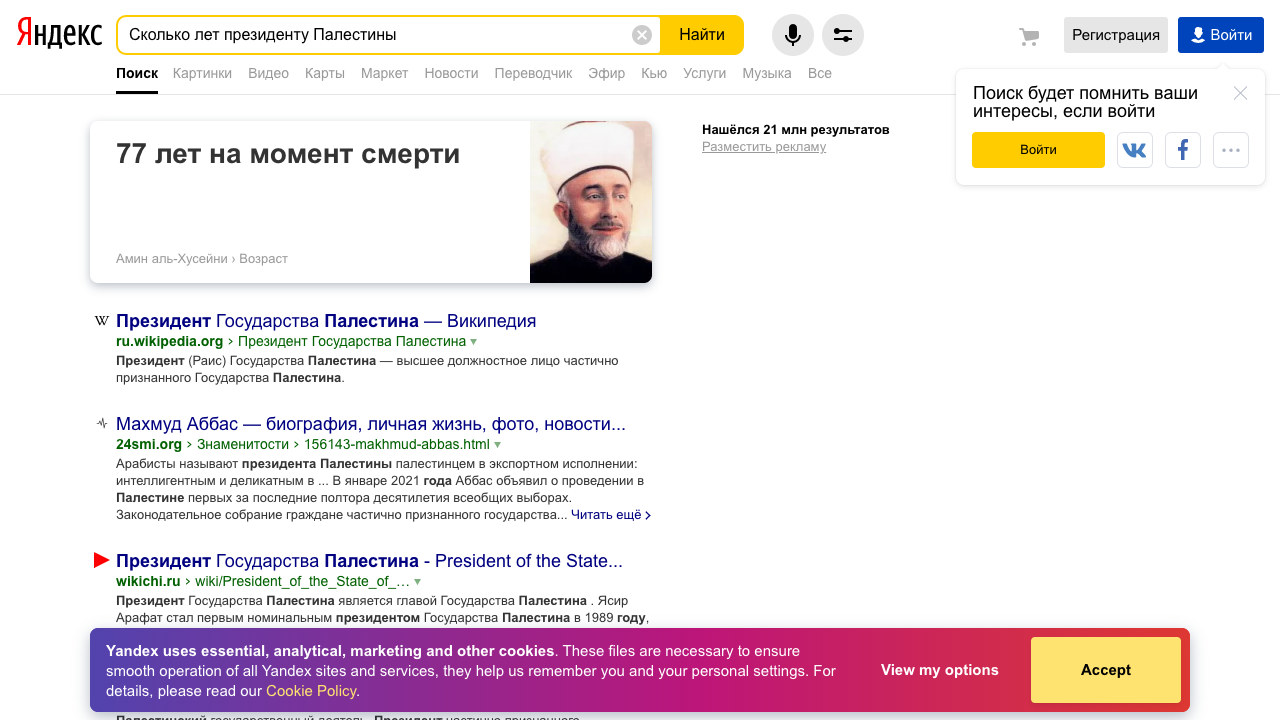 Яндекс
Сколько лет президенту Палестины
Найти
Регистрация
Войти
Поиск Картинки Видео Карты Маркет Новости Переводчик Эфир Кью Услуги Музыка Все
Поиск будет помнить ваши
интересы, если войти
Войти
77 лет на момент смерти
Амин аль-Хусейни › Возраст
Нашёлся 21 млн результатов
Разместить рекламу
Президент Государства Палестина — Википедия
ru.wikipedia.org › Президент Государства Палестина
Президент (Раис) Государства Палестина — высшее должностное лицо частично
признанного Государства Палестина.
Махмуд Аббас — биография, личная жизнь, фото, новости...
24smi.org › Знаменитости › 156143-makhmud-abbas.html
Арабисты называют президента Палестины палестинцем в экспортном исполнении:
интеллигентным и деликатным в ... В январе 2021 года Аббас объявил о проведении в
Палестине первых за последние полтора десятилетия всеобщих выборах.
Законодательное собрание граждане частично признанного государства... Читать ещё ›
Президент Государства Палестина - President of the State...
wikichi.ru › wiki/President_of_the_State_of_…
Президент Государства Палестина является главой Государства Палестина . Ясир
Арафат стал первым номинальным президентом Государства Палестина в 1989 году,
Yandex uses essential, analytical, marketing and other cookies. These files are necessary to ensure
smooth operation of all Yandex sites and services, they help us remember you and your personal settings. For
details, please read our Cookie Policy.
View my options
Accept